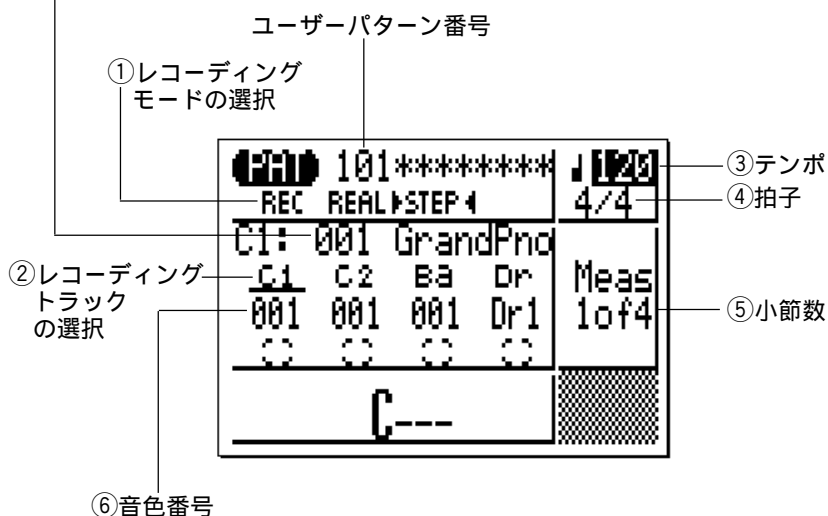 ユーザーパターン番号
①レコーディング
モードの選択
PAT 101******** ♩120
REC REAL▶STEP◀ 4/4
③テンポ
④拍子
C1: 001 GrandPno
②レコーディング
トラック
の選択
C1 C2 Ba Dr Meas
001 001 001 Dr1 1of4
⑤小節数
C---
⑥音色番号